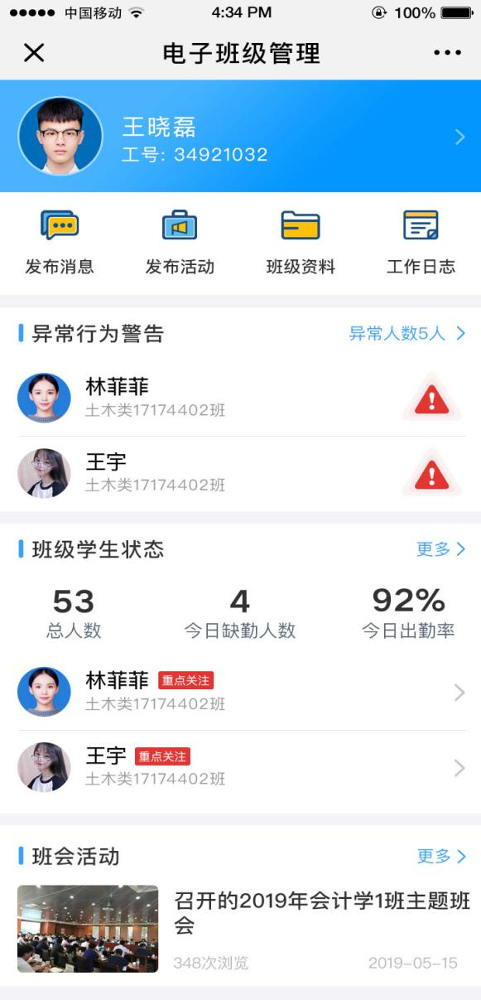 中国移动 4:34 PM 100%
电子班级管理
王晓磊
工号: 34921032
发布消息 发布活动 班级资料 工作日志
异常行为警告 异常人数5人
林菲菲
土木类17174402班
王宇
土木类17174402班
班级学生状态 更多
53 4 92%
总人数 今日缺勤人数 今日出勤率
林菲菲 重点关注
土木类17174402班
王宇 重点关注
土木类17174402班
班会活动 更多
召开的2019年会计学1班主题班
会
348次浏览 2019-05-15